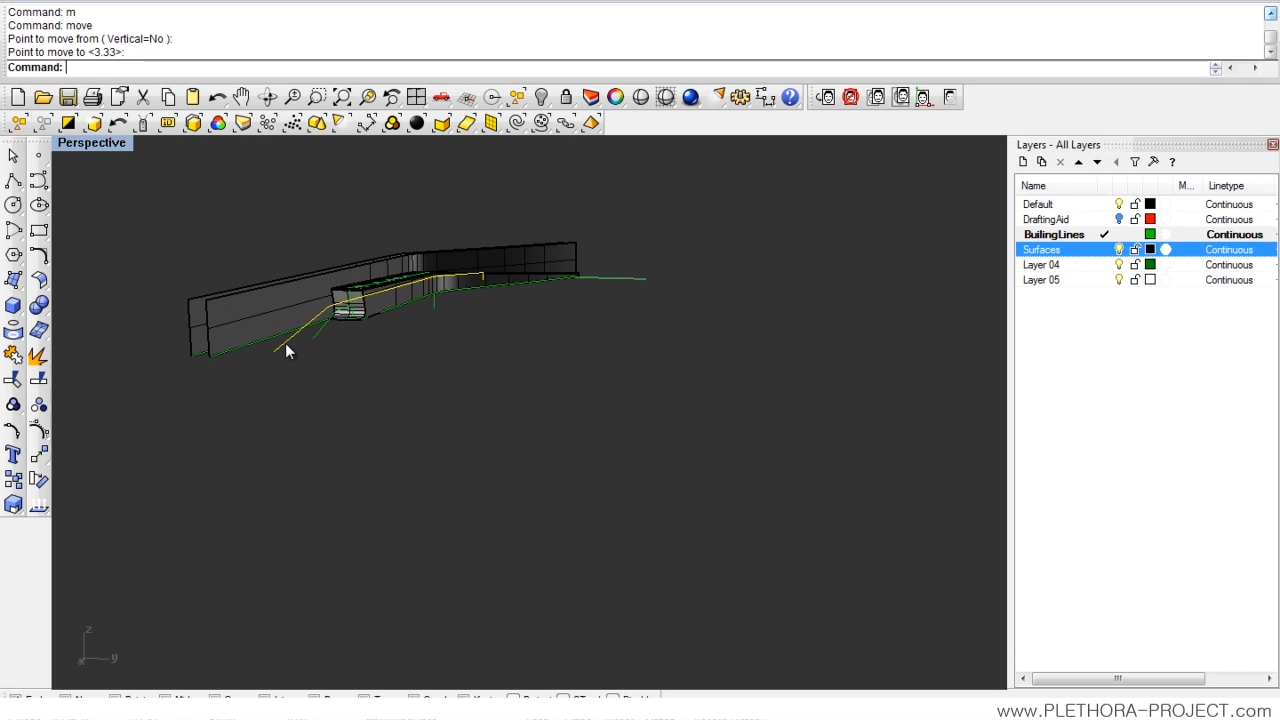 Command: m
Command: move
Point to move from ( Vertical=No ):
Point to move to <3.33>:
Command:
Perspective
Layers - All Layers
Name M... Linetype
Default Continuous
DraftingAid Continuous
BuilingLines Continuous
Surfaces Continuous
Layer 04 Continuous
Layer 05 Continuous
z
x y
www.PLETHORA-PROJECT.com